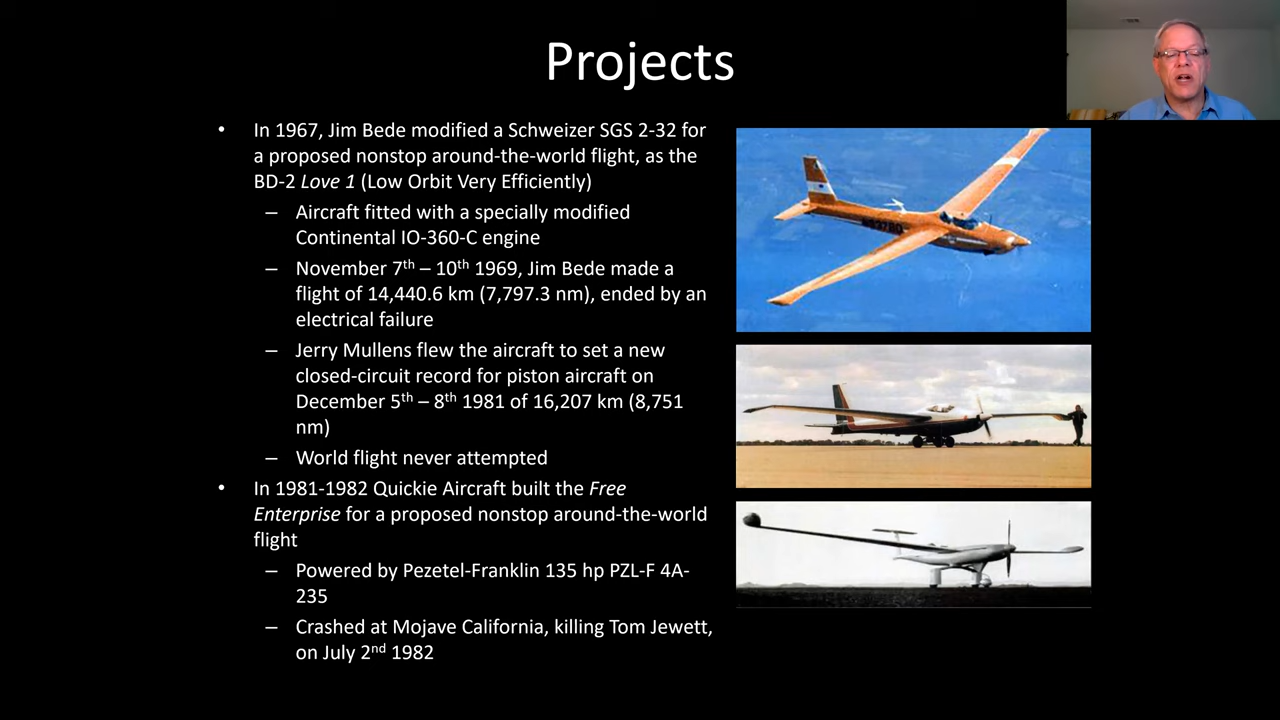 Projects
• In 1967, Jim Bede modified a Schweizer SGS 2-32 for
a proposed nonstop around-the-world flight, as the
BD-2 Love 1 (Low Orbit Very Efficiently)
– Aircraft fitted with a specially modified
Continental IO-360-C engine
– November 7th – 10th 1969, Jim Bede made a
flight of 14,440.6 km (7,797.3 nm), ended by an
electrical failure
– Jerry Mullens flew the aircraft to set a new
closed-circuit record for piston aircraft on
December 5th – 8th 1981 of 16,207 km (8,751
nm)
– World flight never attempted
• In 1981-1982 Quickie Aircraft built the Free
Enterprise for a proposed nonstop around-the-world
flight
– Powered by Pezetel-Franklin 135 hp PZL-F 4A-
235
– Crashed at Mojave California, killing Tom Jewett,
on July 2nd 1982